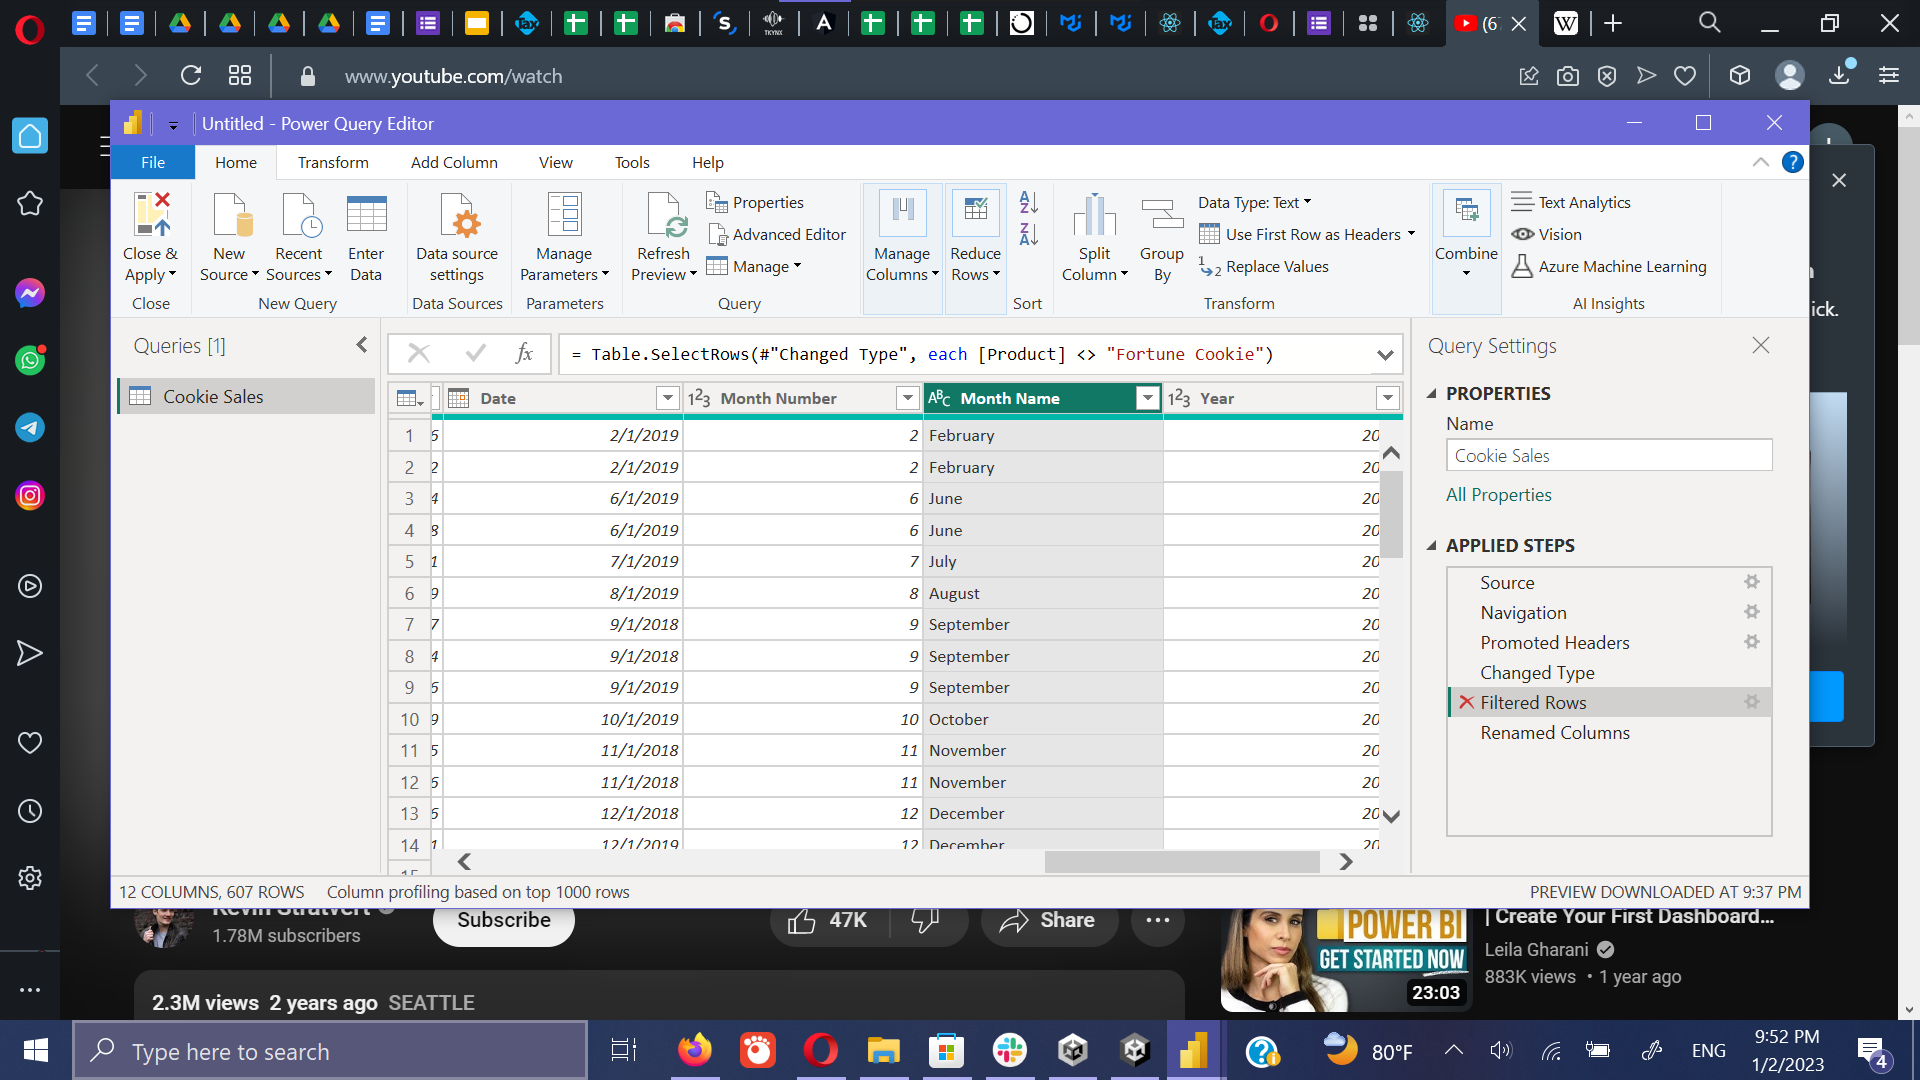 (6
TKYNX
www.youtube.com/watch
Untitled - Power Query Editor
File Home Transform Add Column View Tools Help
Close & Apply
New Source
Recent Sources
Enter Data
Data source settings
Manage Parameters
Refresh Preview
Properties
Advanced Editor
Manage
Manage Columns
Reduce Rows
Split Column
Group By
Data Type: Text
Use First Row as Headers
Replace Values
Combine
Text Analytics
Vision
Azure Machine Learning
Close New Query Data Sources Parameters Query Sort Transform AI Insights
ick.
Queries [1]
Cookie Sales
fx = Table.SelectRows(#"Changed Type", each [Product] <> "Fortune Cookie")
Date 123 Month Number ABC Month Name 123 Year
1 6 2/1/2019 2 February 20
2 2 2/1/2019 2 February 20
3 4 6/1/2019 6 June 20
4 8 6/1/2019 6 June 20
5 1 7/1/2019 7 July 20
6 9 8/1/2019 8 August 20
7 7 9/1/2018 9 September 20
8 4 9/1/2018 9 September 20
9 6 9/1/2019 9 September 20
10 9 10/1/2019 10 October 20
11 5 11/1/2018 11 November 20
12 6 11/1/2018 11 November 20
13 6 12/1/2018 12 December 20
14 1 12/1/2019 12 December 20
15
Query Settings
PROPERTIES
Name
Cookie Sales
All Properties
APPLIED STEPS
Source
Navigation
Promoted Headers
Changed Type
Filtered Rows
Renamed Columns
12 COLUMNS, 607 ROWS Column profiling based on top 1000 rows PREVIEW DOWNLOADED AT 9:37 PM
Kevin Stratvert
1.78M subscribers
Subscribe
47K
Share
2.3M views 2 years ago SEATTLE
POWER BI
GET STARTED NOW
23:03
| Create Your First Dashboard...
Leila Gharani
883K views • 1 year ago
Type here to search
80°F
ENG
9:52 PM
1/2/2023
4